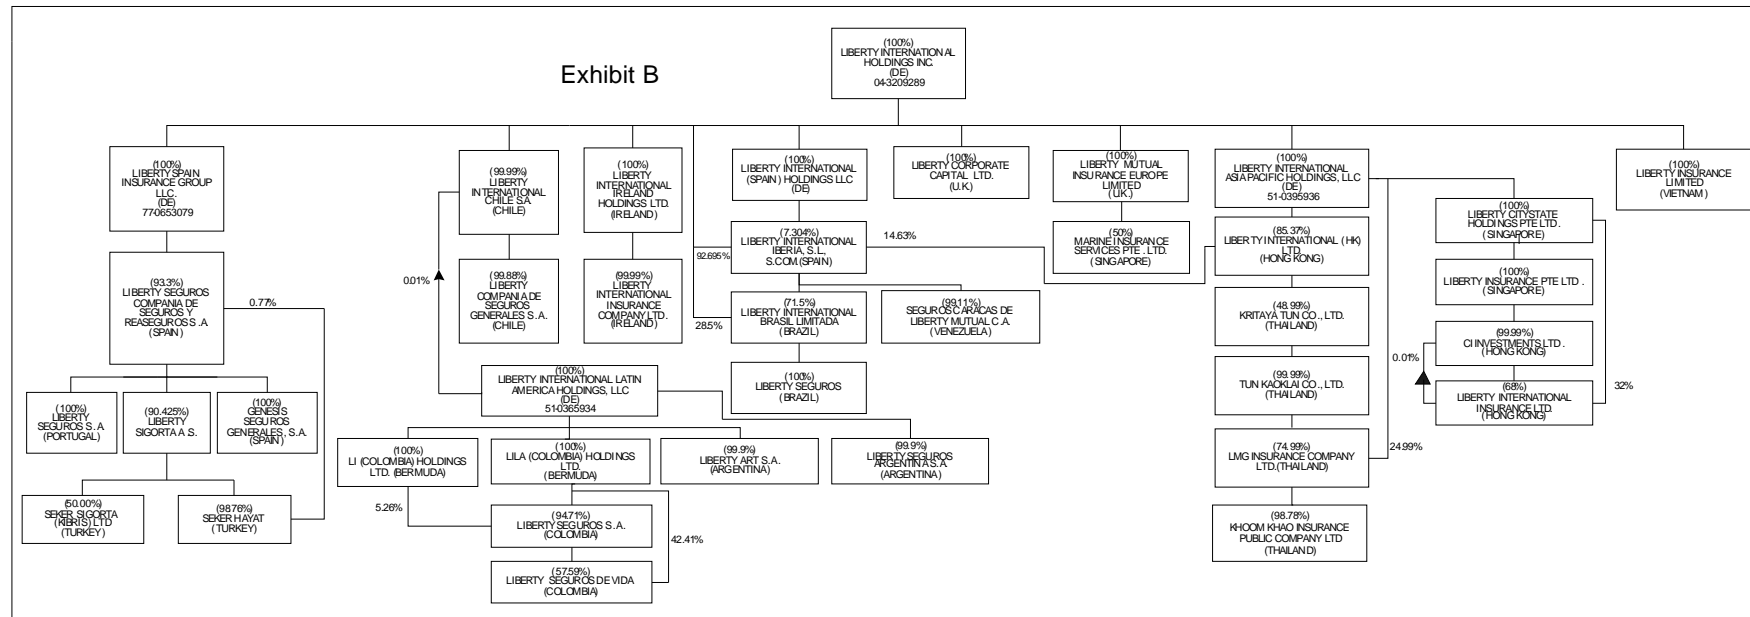 Exhibit B
(100%)
LIBERTY INTERNATIONAL
HOLDINGS INC.
(DE)
04-3209289
(100%)
LIBERTY SPAIN
INSURANCE GROUP
LLC.
(DE)
77-0653079
(99.99%)
LIBERTY
INTERNATIONAL
CHILE S.A.
(CHILE)
(100%)
LIBERTY
INTERNATIONAL
IRELAND
HOLDINGS LTD.
(IRELAND)
(100%)
LIBERTY INTERNATIONAL
(SPAIN) HOLDINGS LLC
(DE)
(100%)
LIBERTY CORPORATE
CAPITAL LTD.
(U.K.)
(100%)
LIBERTY MUTUAL
INSURANCE EUROPE
LIMITED
(U.K.)
(100%)
LIBERTY INTERNATIONAL
ASIA PACIFIC HOLDINGS, LLC
(DE)
51-0395936
(100%)
LIBERTY INSURANCE
LIMITED
(VIETNAM)
(100%)
LIBERTY CITYSTATE
HOLDINGS PTE LTD.
(SINGAPORE)
(93.3%)
LIBERTY SEGUROS
COMPANIA DE
SEGUROS Y
REASEGUROS S.A
(SPAIN)
0.77%
0.01%
(99.88%)
LIBERTY
COMPANIA DE
SEGUROS
GENERALES S.A.
(CHILE)
(99.99%)
LIBERTY
INTERNATIONAL
INSURANCE
COMPANY LTD.
(IRELAND)
92.695%
(7.304%)
LIBERTY INTERNATIONAL
IBERIA, S.L,
S.COM.(SPAIN)
14.63%
(50%)
MARINE INSURANCE
SERVICES PTE. LTD.
(SINGAPORE)
(85.37%)
LIBERTY INTERNATIONAL (HK)
LTD.
(HONG KONG)
(100%)
LIBERTY INSURANCE PTE LTD.
(SINGAPORE)
28.5%
(71.5%)
LIBERTY INTERNATIONAL
BRASIL LIMITADA
(BRAZIL)
(99.11%)
SEGUROS CARACAS DE
LIBERTY MUTUAL C.A.
(VENEZUELA)
(48.99%)
KRITAYA TUN CO., LTD.
(THAILAND)
(99.99%)
CI INVESTMENTS LTD.
(HONG KONG)
0.01%
32%
(100%)
LIBERTY INTERNATIONAL LATIN
AMERICA HOLDINGS, LLC
(DE)
51-0365934
(100%)
LIBERTY SEGUROS
(BRAZIL)
(99.99%)
TUN KAOKLAI CO., LTD.
(THAILAND)
(68%)
LIBERTY INTERNATIONAL
INSURANCE LTD.
(HONG KONG)
(100%)
LIBERTY
SEGUROS S.A.
(PORTUGAL)
(90.425%)
LIBERTY
SIGORTA A.S.
(100%)
GENESIS
SEGUROS
GENERALES, S.A.
(SPAIN)
(100%)
LI (COLOMBIA) HOLDINGS
LTD. (BERMUDA)
(100%)
LILA (COLOMBIA) HOLDINGS
LTD.
(BERMUDA)
(99.9%)
LIBERTY ART S.A.
(ARGENTINA)
(99.9%)
LIBERTY SEGUROS
ARGENTINA S.A.
(ARGENTINA)
(74.99%)
LMG INSURANCE COMPANY
LTD.(THAILAND)
24.99%
(50.00%)
SEKER SIGORTA
(KIBRIS) LTD
(TURKEY)
(98.76%)
SEKER HAYAT
(TURKEY)
5.26%
(94.71%)
LIBERTY SEGUROS S.A.
(COLOMBIA)
42.41%
(98.78%)
KHOOM KHAO INSURANCE
PUBLIC COMPANY LTD
(THAILAND)
(57.59%)
LIBERTY SEGUROS DE VIDA
(COLOMBIA)